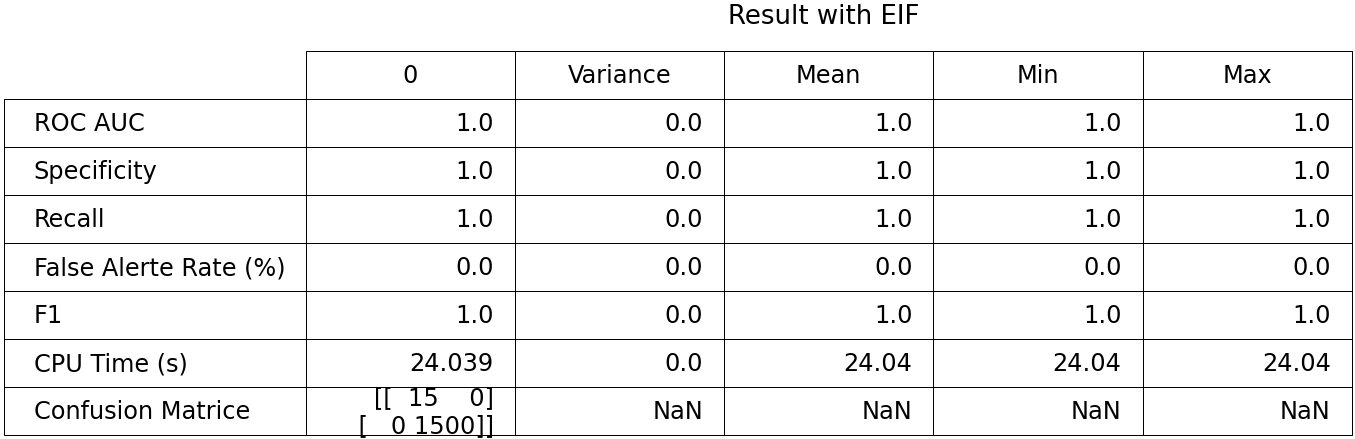 Result with EIF
0 Variance Mean Min Max
ROC AUC 1.0 0.0 1.0 1.0 1.0
Specificity 1.0 0.0 1.0 1.0 1.0
Recall 1.0 0.0 1.0 1.0 1.0
False Alerte Rate (%) 0.0 0.0 0.0 0.0 0.0
F1 1.0 0.0 1.0 1.0 1.0
CPU Time (s) 24.039 0.0 24.04 24.04 24.04
Confusion Matrice [[ 15 0]
[ 0 1500]] NaN NaN NaN NaN